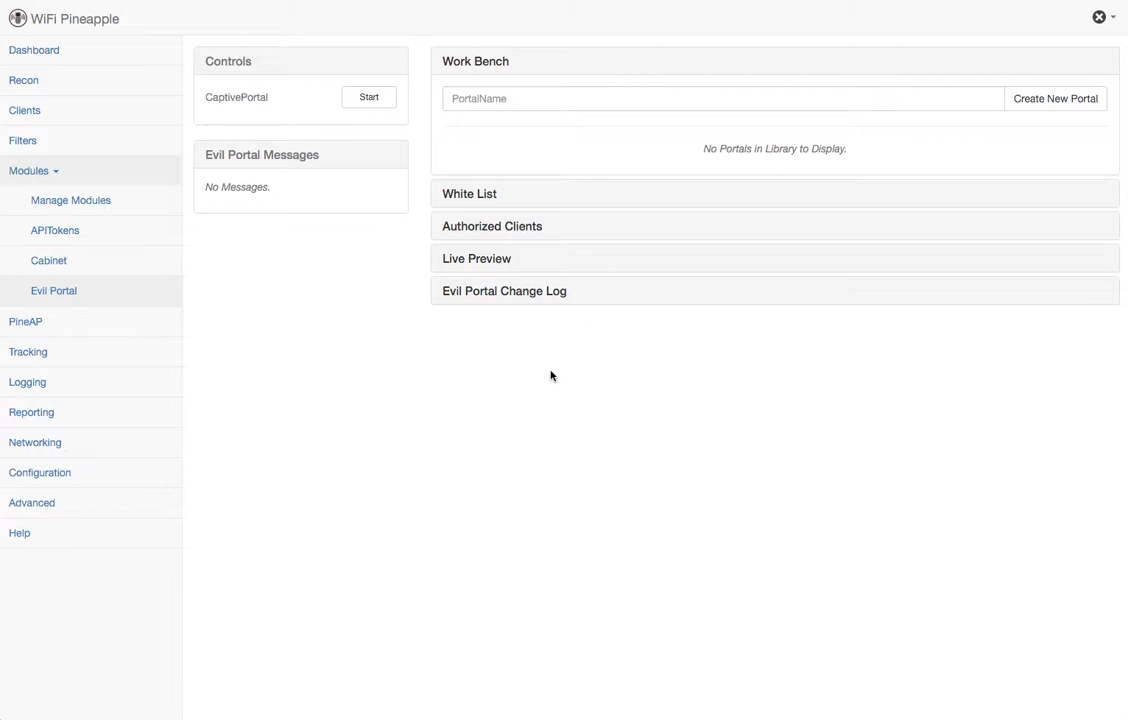 WiFi Pineapple
Dashboard
Recon
Clients
Filters
Modules
Manage Modules
APITokens
Cabinet
Evil Portal
PineAP
Tracking
Logging
Reporting
Networking
Configuration
Advanced
Help
Controls
CaptivePortal
Start
Evil Portal Messages
No Messages.
Work Bench
PortalName
Create New Portal
No Portals in Library to Display.
White List
Authorized Clients
Live Preview
Evil Portal Change Log